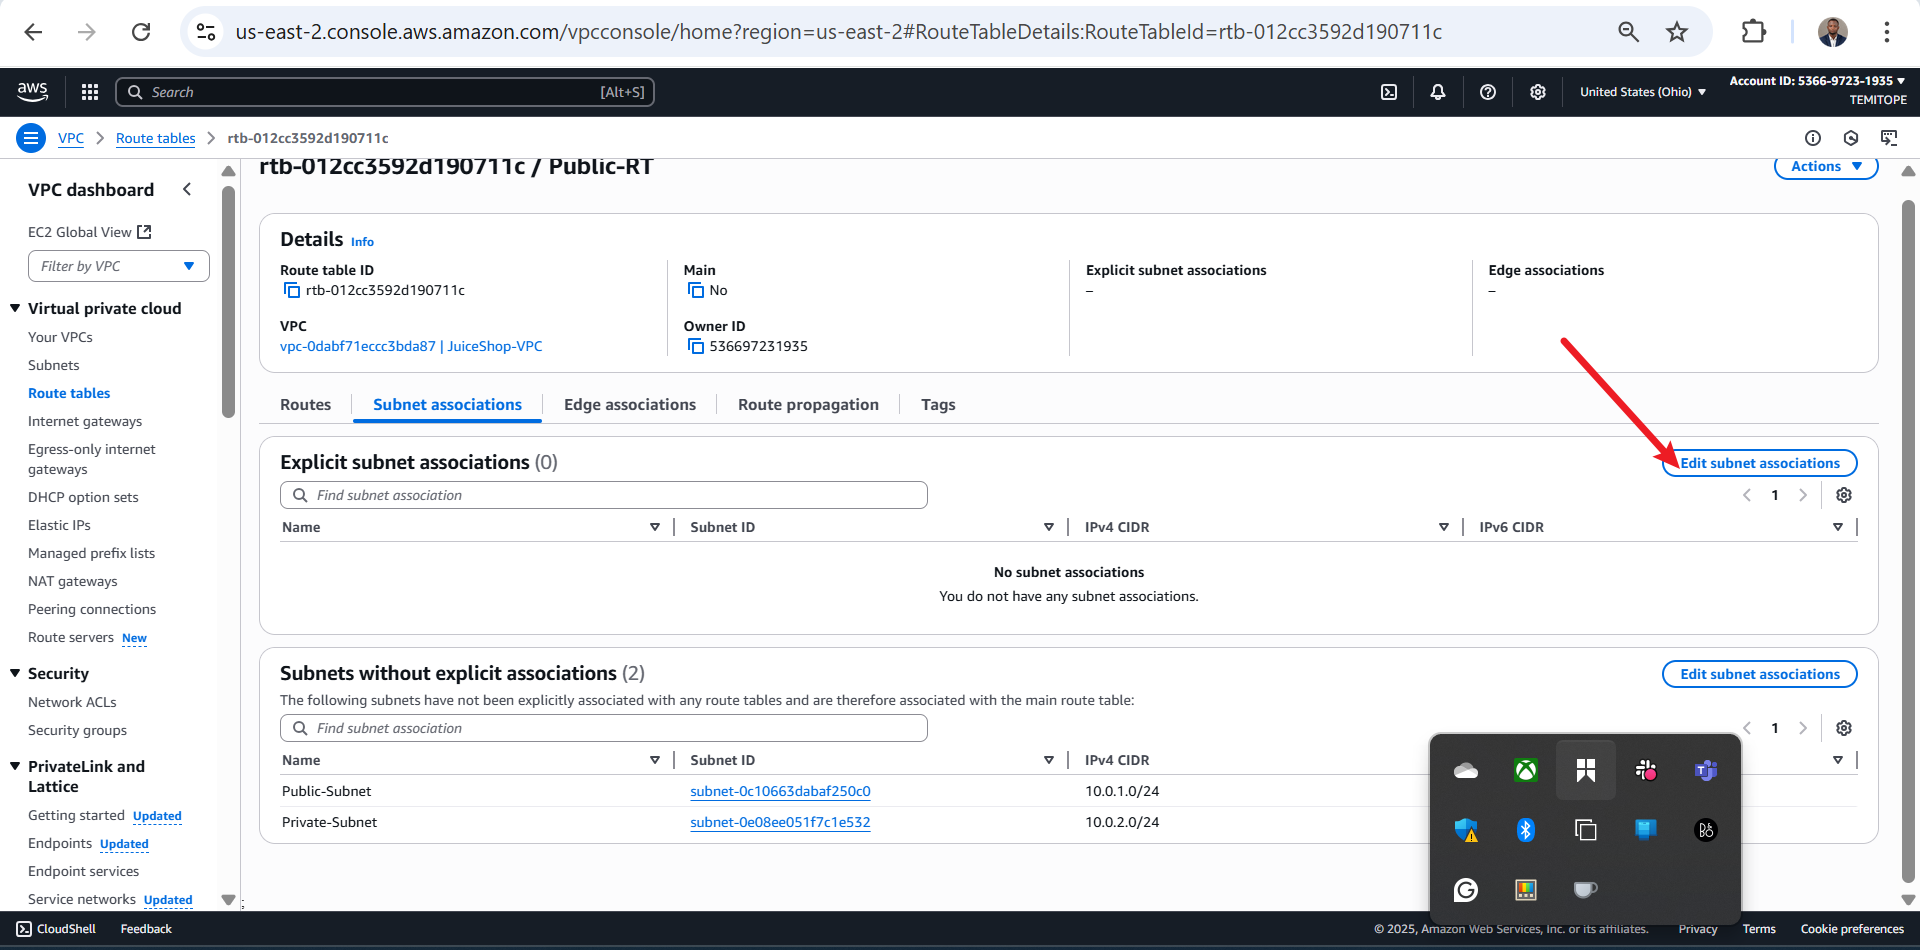 us-east-2.console.aws.amazon.com/vpcconsole/home?region=us-east-2#RouteTableDetails:RouteTableId=rtb-012cc3592d190711c
aws
Search [Alt+S]
United States (Ohio)
Account ID: 5366-9723-1935
TEMITOPE
VPC
Route tables
rtb-012cc3592d190711c
VPC dashboard
EC2 Global View
Filter by VPC
Virtual private cloud
Your VPCs
Subnets
Route tables
Internet gateways
Egress-only internet
gateways
DHCP option sets
Elastic IPs
Managed prefix lists
NAT gateways
Peering connections
Route servers New
Security
Network ACLs
Security groups
PrivateLink and
Lattice
Getting started Updated
Endpoints Updated
Endpoint services
Service networks Updated
rtb-012cc3592d190711c / Public-RT
Actions
Details Info
Route table ID
rtb-012cc3592d190711c
Main
No
Explicit subnet associations
–
Edge associations
–
VPC
vpc-0dabf71eccc3bda87 | JuiceShop-VPC
Owner ID
536697231935
Routes
Subnet associations
Edge associations
Route propagation
Tags
Explicit subnet associations (0)
Edit subnet associations
Find subnet association
1
Name Subnet ID IPv4 CIDR IPv6 CIDR
No subnet associations
You do not have any subnet associations.
Subnets without explicit associations (2)
Edit subnet associations
The following subnets have not been explicitly associated with any route tables and are therefore associated with the main route table:
Find subnet association
1
Name Subnet ID IPv4 CIDR
Public-Subnet subnet-0c10663dabaf250c0 10.0.1.0/24
Private-Subnet subnet-0e08ee051f7c1e532 10.0.2.0/24
CloudShell Feedback
© 2025, Amazon Web Services, Inc. or its affiliates. Privacy Terms Cookie preferences